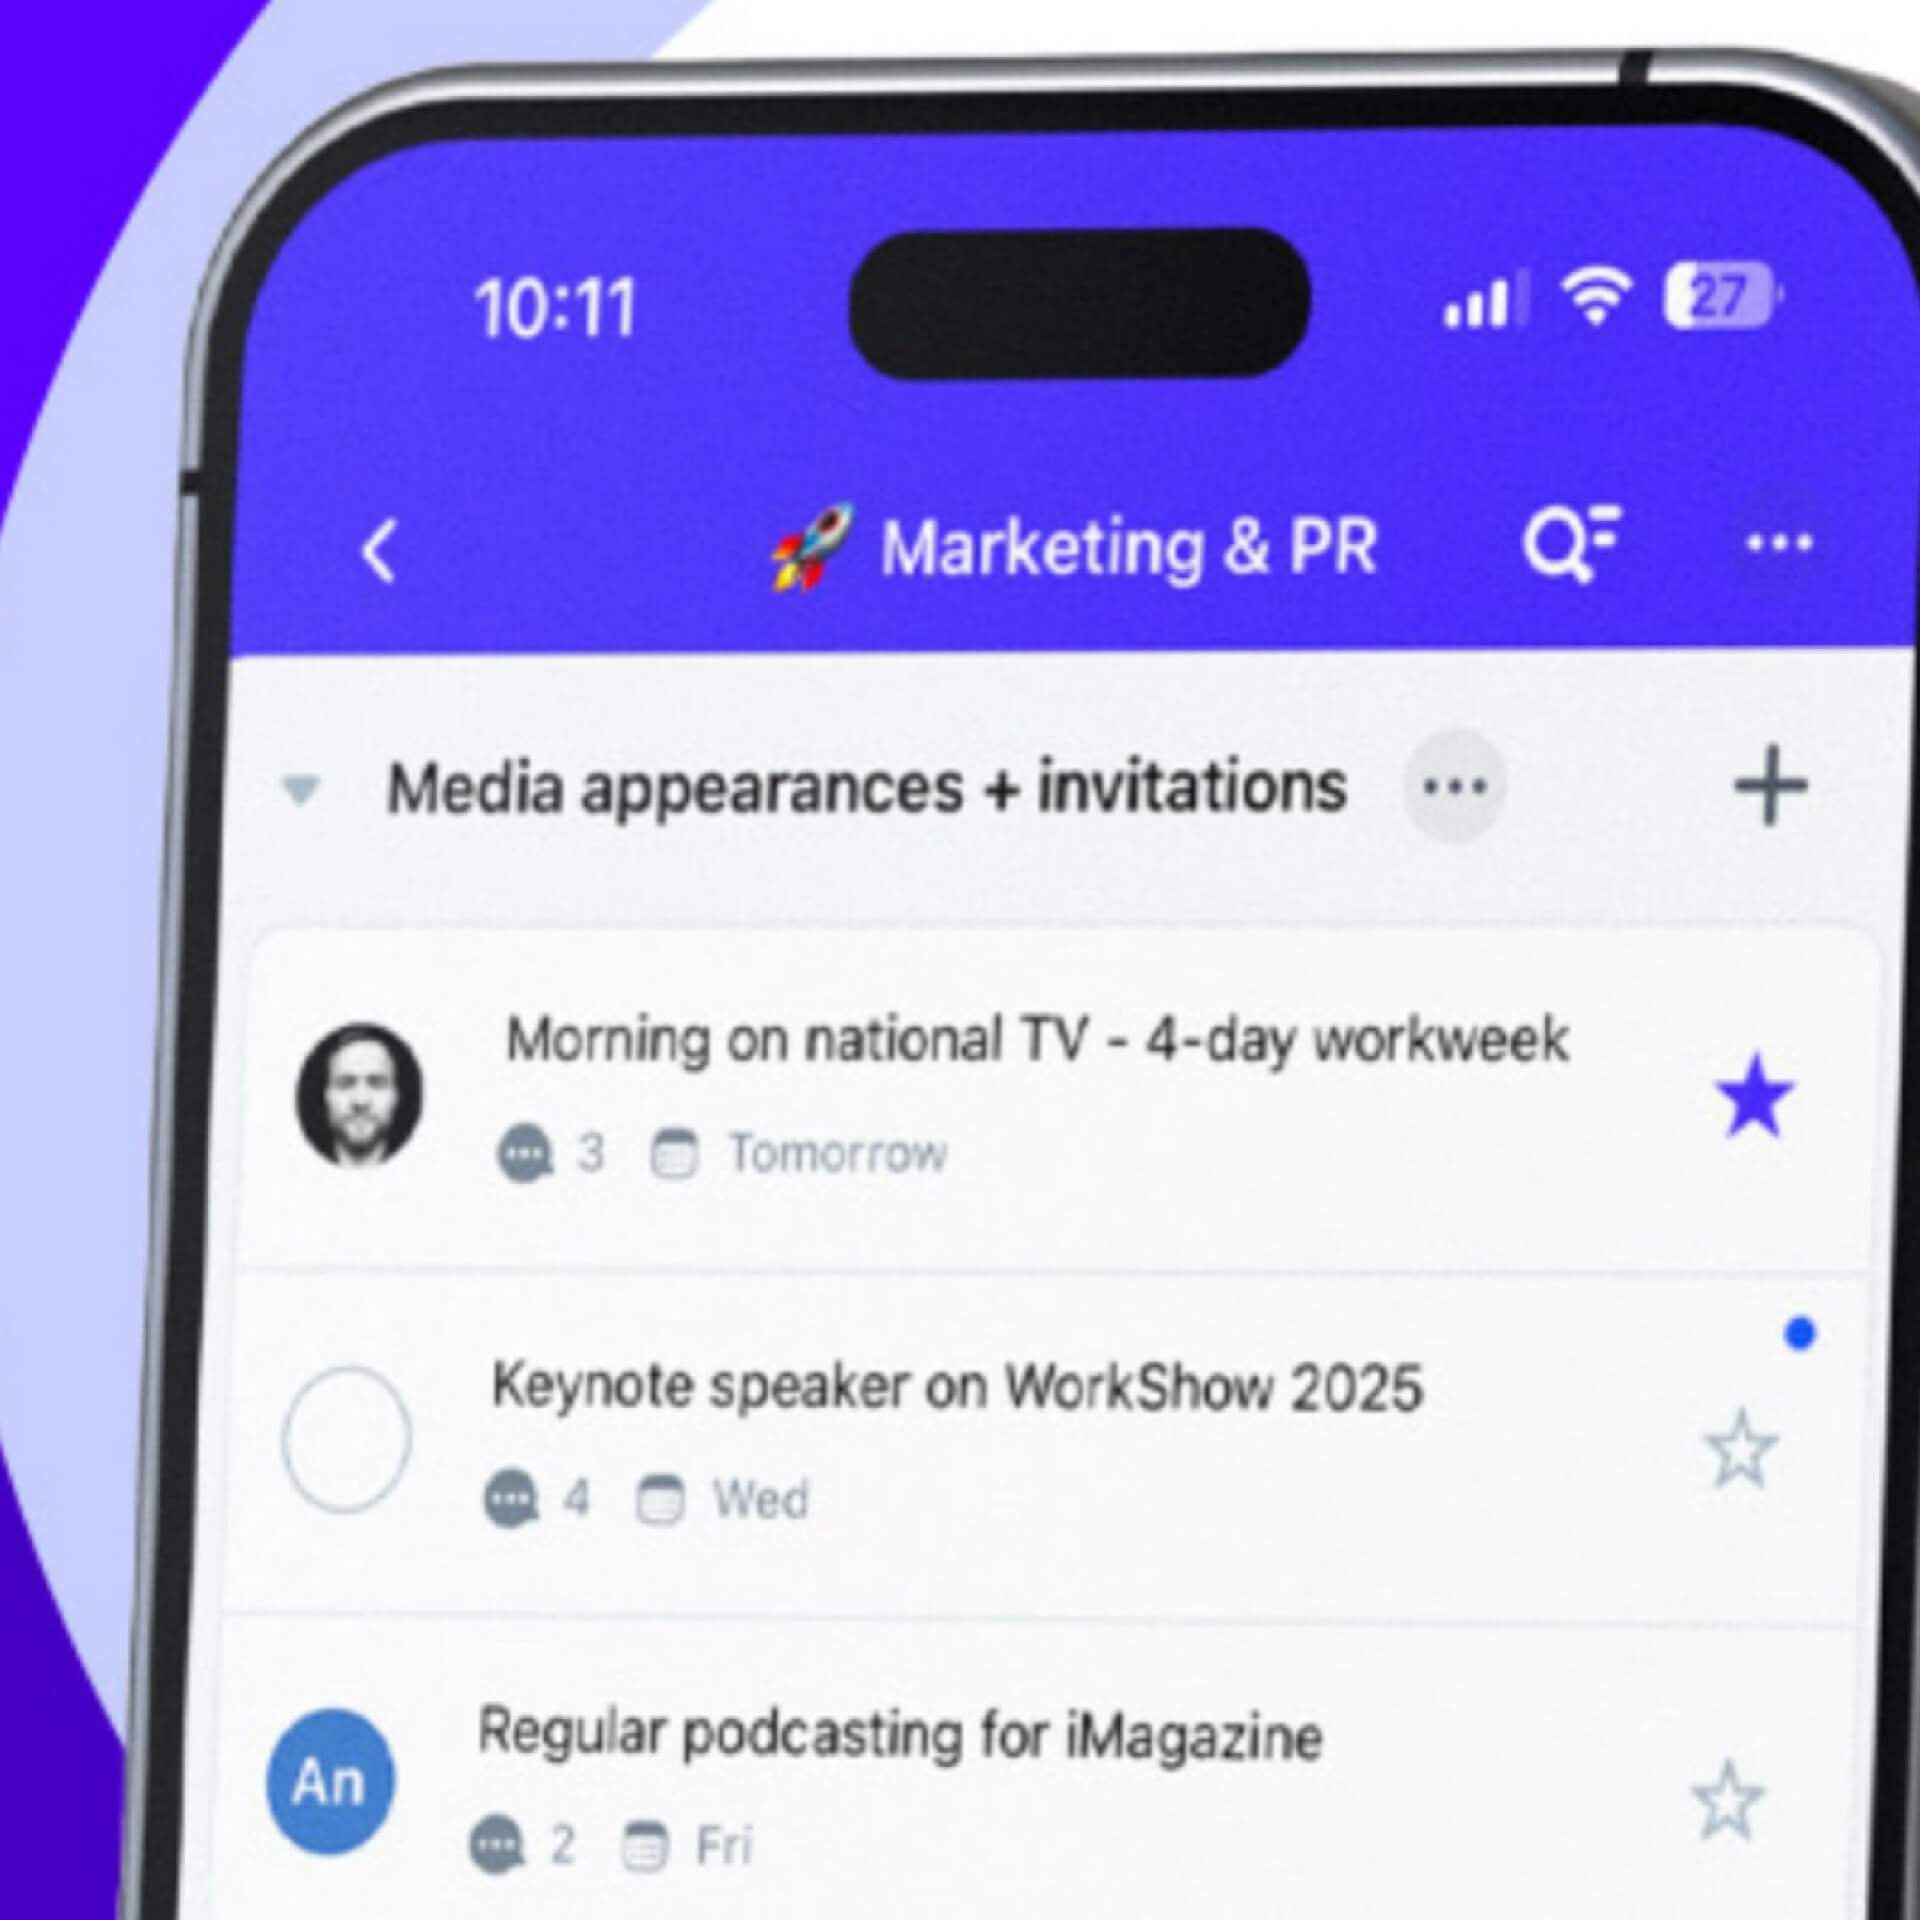 10:11
27
🚀 Marketing & PR
Media appearances + invitations
Morning on national TV - 4-day workweek
3 Tomorrow
Keynote speaker on WorkShow 2025
4 Wed
An
Regular podcasting for iMagazine
2 Fri